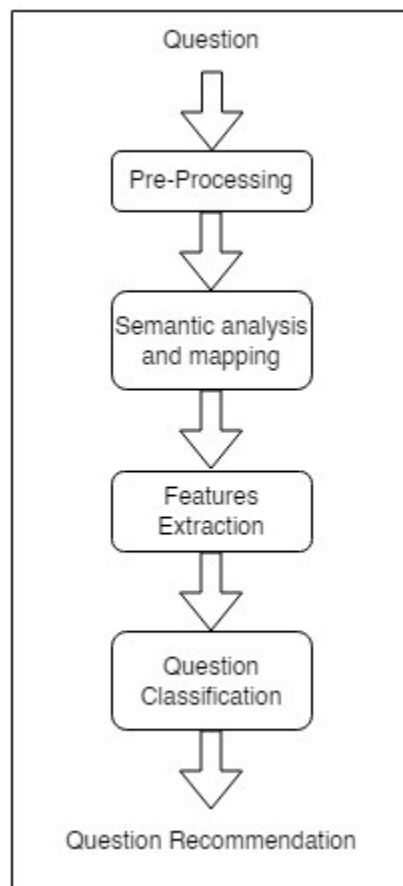 Question
Pre-Processing
Semantic analysis
and mapping
Features
Extraction
Question
Classification
Question Recommendation